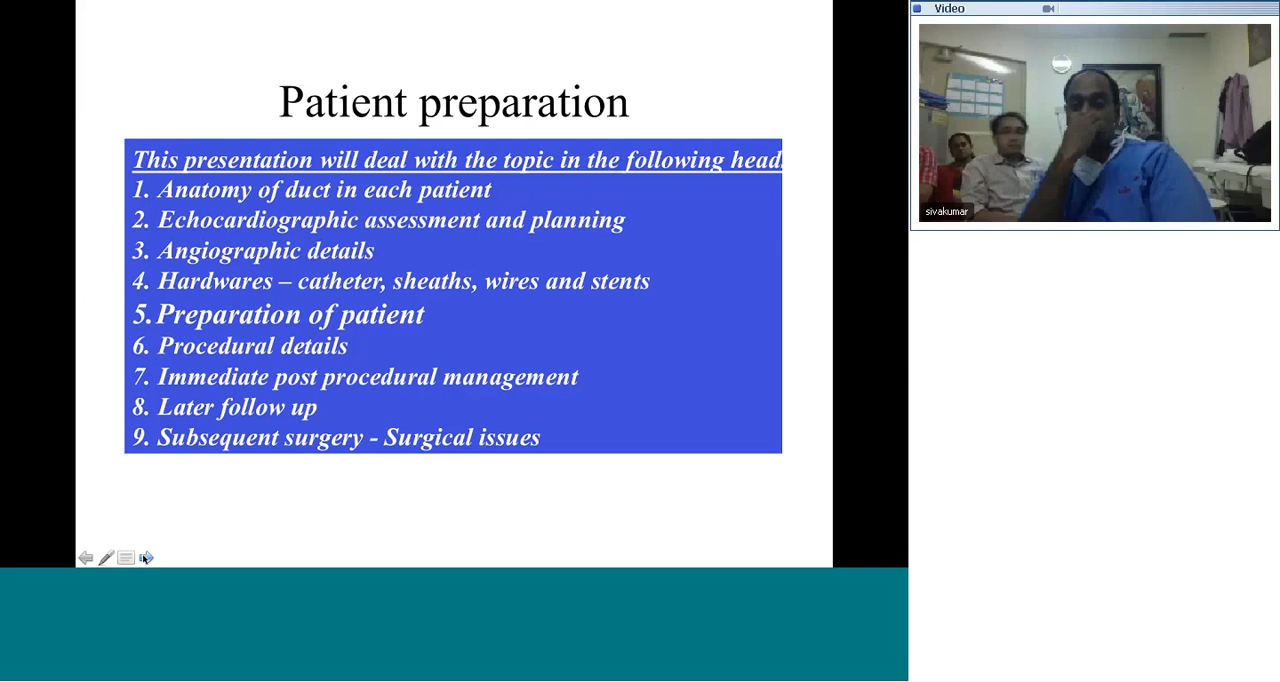 Patient preparation
This presentation will deal with the topic in the following head
1. Anatomy of duct in each patient
2. Echocardiographic assessment and planning
3. Angiographic details
4. Hardwares – catheter, sheaths, wires and stents
5. Preparation of patient
6. Procedural details
7. Immediate post procedural management
8. Later follow up
9. Subsequent surgery - Surgical issues
Video
sivakumar